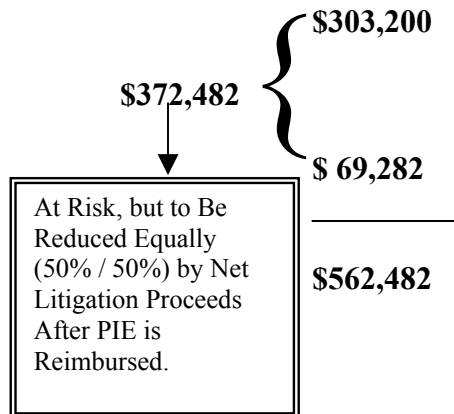 $303,200
$372,482
$ 69,282
At Risk, but to Be
Reduced Equally
(50% / 50%) by Net
Litigation Proceeds
After PIE is
Reimbursed.
$562,482